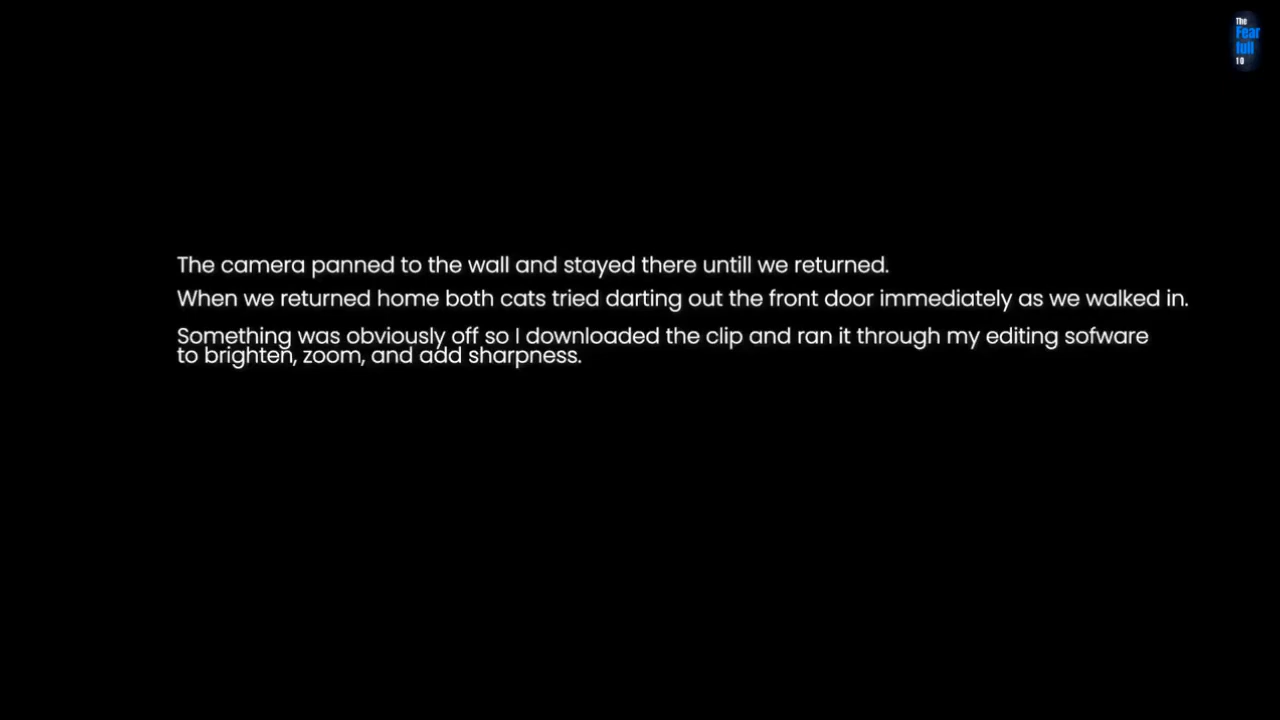 The
Fear
full
10
The camera panned to the wall and stayed there untill we returned.
When we returned home both cats tried darting out the front door immediately as we walked in.
Something was obviously off so I downloaded the clip and ran it through my editing sofware
to brighten, zoom, and add sharpness.